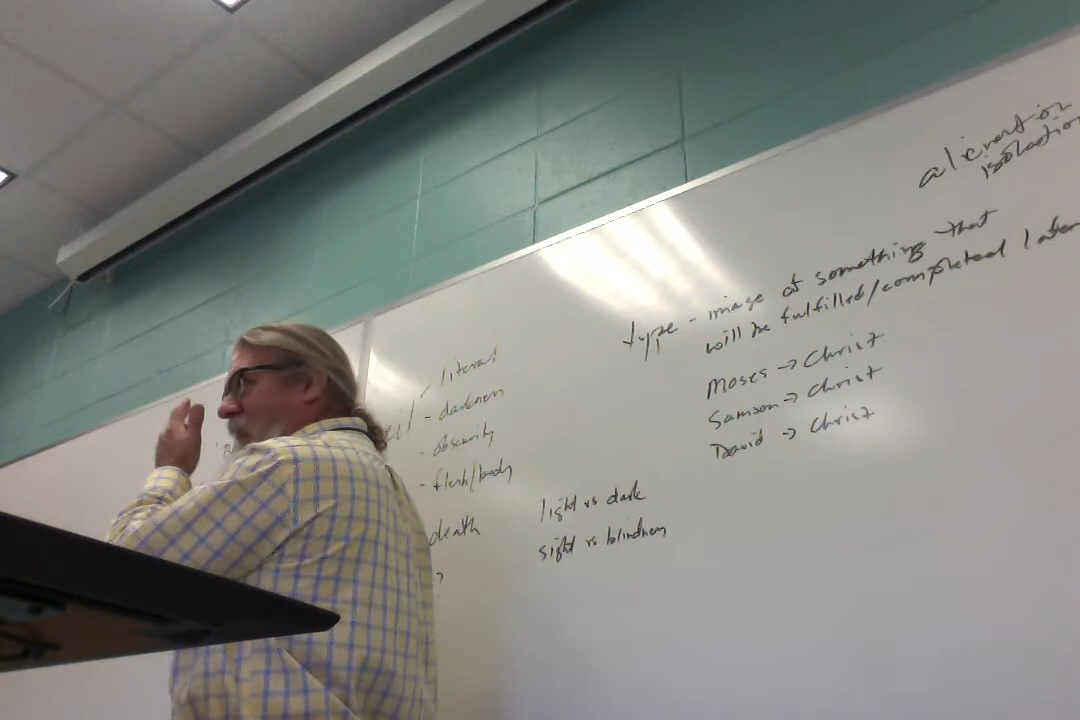 alienation
isolation
type - image of something that
will be fulfilled/completed later
Moses → Christ
Samson → Christ
David → Christ
- literal
- darkness
- obscurity
- flesh/body
death
?
light vs dark
sight vs blindness